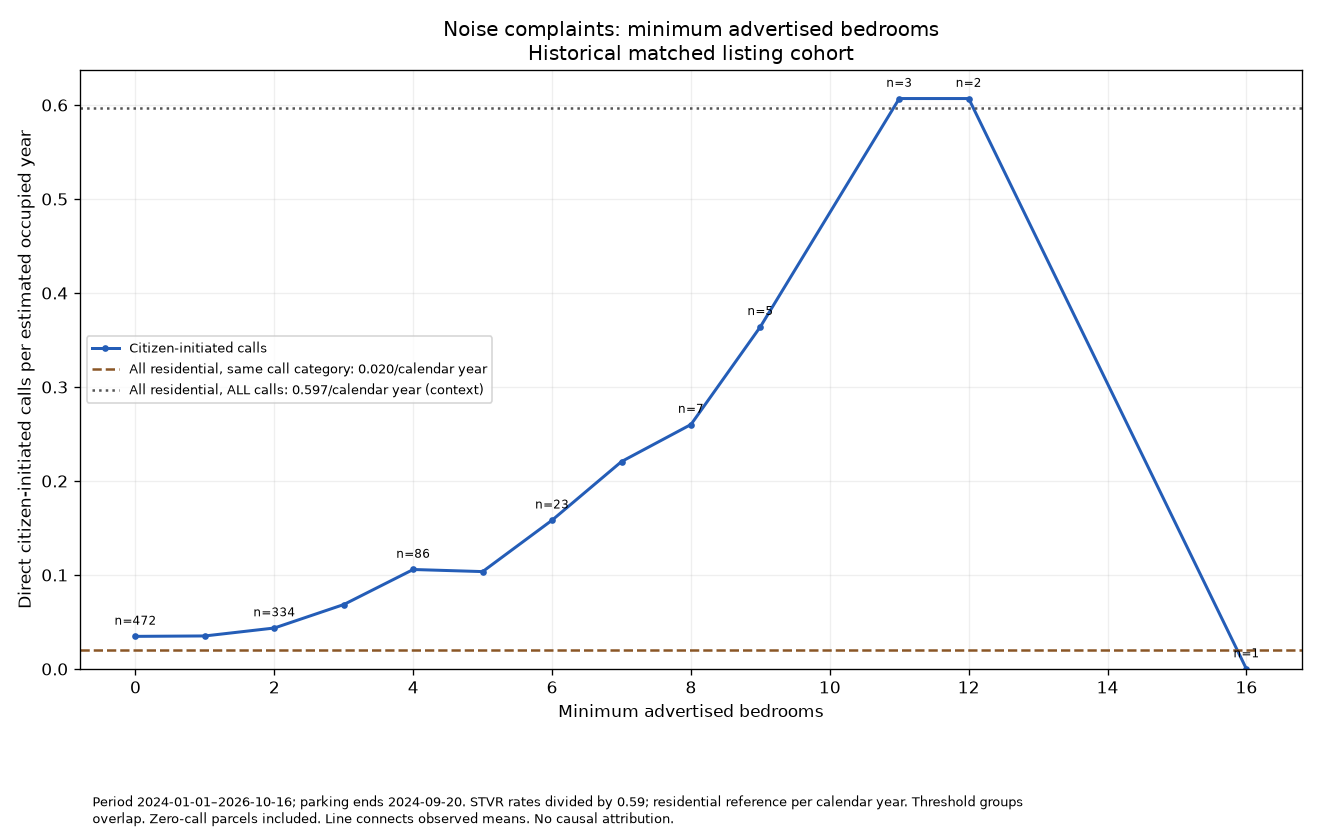 Noise complaints: minimum advertised bedrooms
Historical matched listing cohort
Direct citizen-initiated calls per estimated occupied year
0.6
0.5
0.4
0.3
0.2
0.1
0.0
n=472
n=334
n=86
n=23
n=7
n=5
n=3
n=2
n=1
Citizen-initiated calls
All residential, same call category: 0.020/calendar year
All residential, ALL calls: 0.597/calendar year (context)
0
2
4
6
8
10
12
14
16
Minimum advertised bedrooms
Period 2024-01-01–2026-10-16; parking ends 2024-09-20. STVR rates divided by 0.59; residential reference per calendar year. Threshold groups
overlap. Zero-call parcels included. Line connects observed means. No causal attribution.